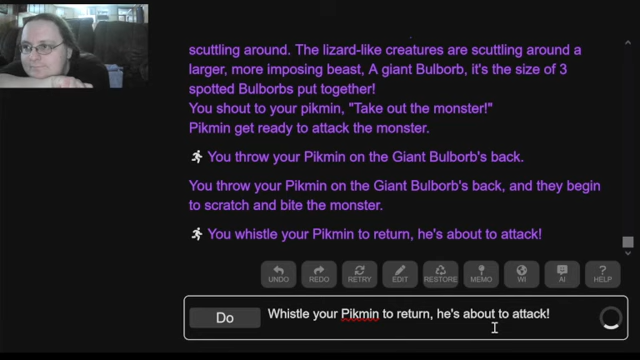 scuttling around. The lizard-like creatures are scuttling around a
larger, more imposing beast, A giant Bulborb, it's the size of 3
spotted Bulborbs put together!
You shout to your pikmin, "Take out the monster!"
Pikmin get ready to attack the monster.
You throw your Pikmin on the Giant Bulborb's back.
You throw your Pikmin on the Giant Bulborb's back, and they begin
to scratch and bite the monster.
You whistle your Pikmin to return, he's about to attack!
UNDO REDO RETRY EDIT RESTORE MEMO WI AI HELP
Do Whistle your Pikmin to return, he's about to attack!